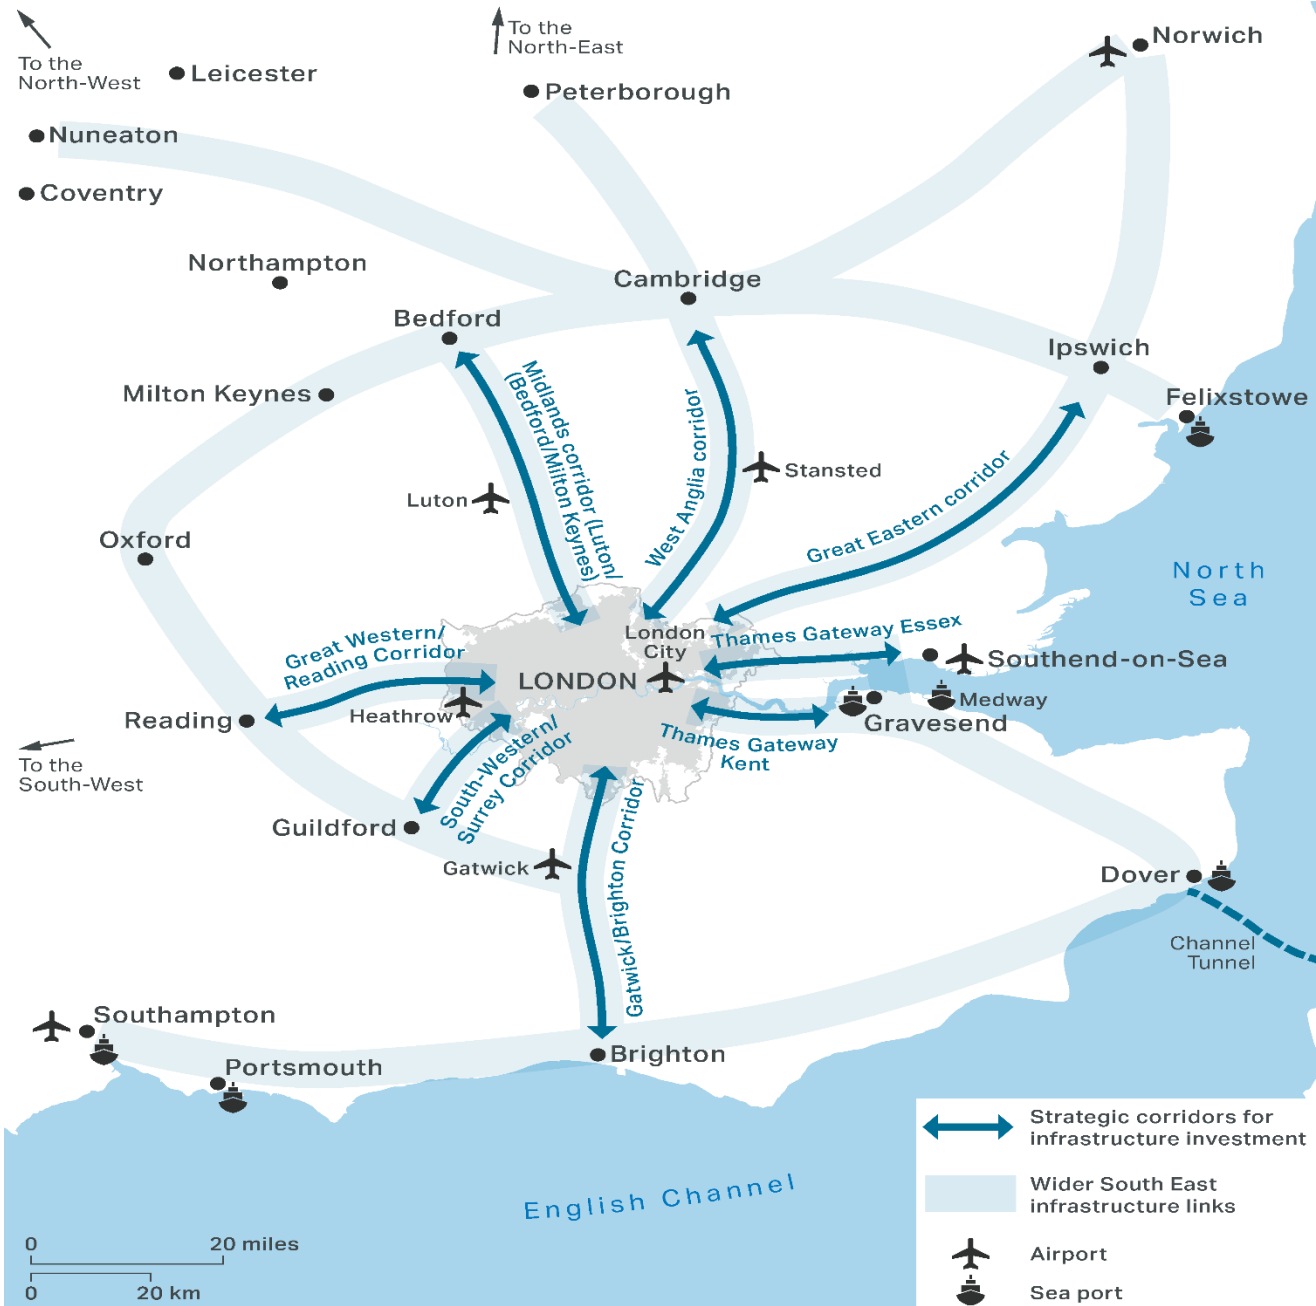 To the
North-East
Norwich
To the
North-West
Leicester
Peterborough
Nuneaton
Coventry
Northampton
Cambridge
Bedford
Ipswich
Milton Keynes
Felixstowe
Midlands corridor (Luton/
(Bedford/Milton Keynes)
West Anglia corridor
Stansted
Luton
Great Eastern corridor
Oxford
North
Sea
London
City
Thames Gateway Essex
Great Western/
Reading Corridor
Southend-on-Sea
LONDON
Medway
Reading
Heathrow
Gravesend
Thames Gateway
Kent
To the
South-West
South-Western/
Surrey Corridor
Guildford
Gatwick
Gatwick/Brighton Corridor
Dover
Channel
Tunnel
Southampton
Brighton
Portsmouth
English Channel
Strategic corridors for
infrastructure investment
Wider South East
infrastructure links
Airport
Sea port
0 20 miles
0 20 km